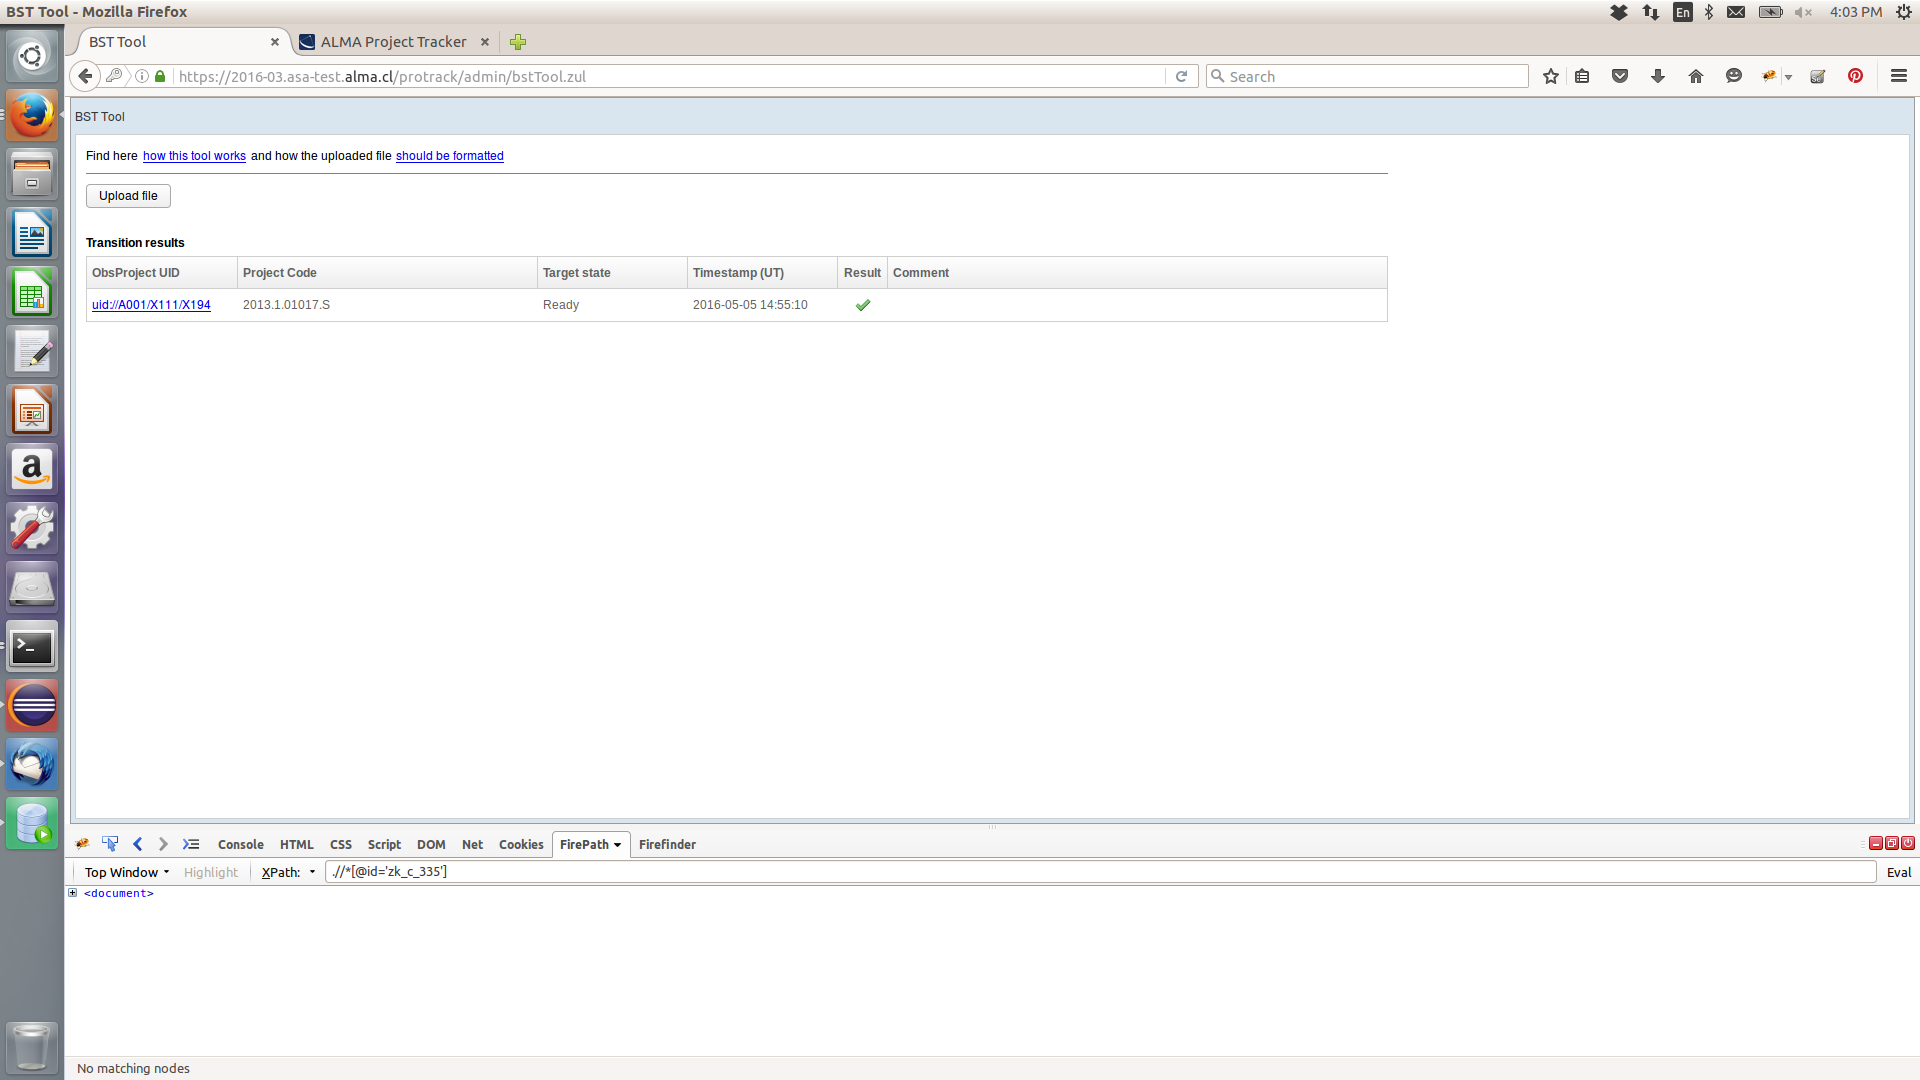 BST Tool - Mozilla Firefox
En 4:03 PM
BST Tool ALMA Project Tracker
https://2016-03.asa-test.alma.cl/protrack/admin/bstTool.zul Search
BST Tool
Find here how this tool works and how the uploaded file should be formatted
Upload file
Transition results
ObsProject UID Project Code Target state Timestamp (UT) Result Comment
uid://A001/X111/X194 2013.1.01017.S Ready 2016-05-05 14:55:10
Console HTML CSS Script DOM Net Cookies FirePath Firefinder
Top Window Highlight XPath: .//*[@id='zk_c_335'] Eval
<document>
No matching nodes